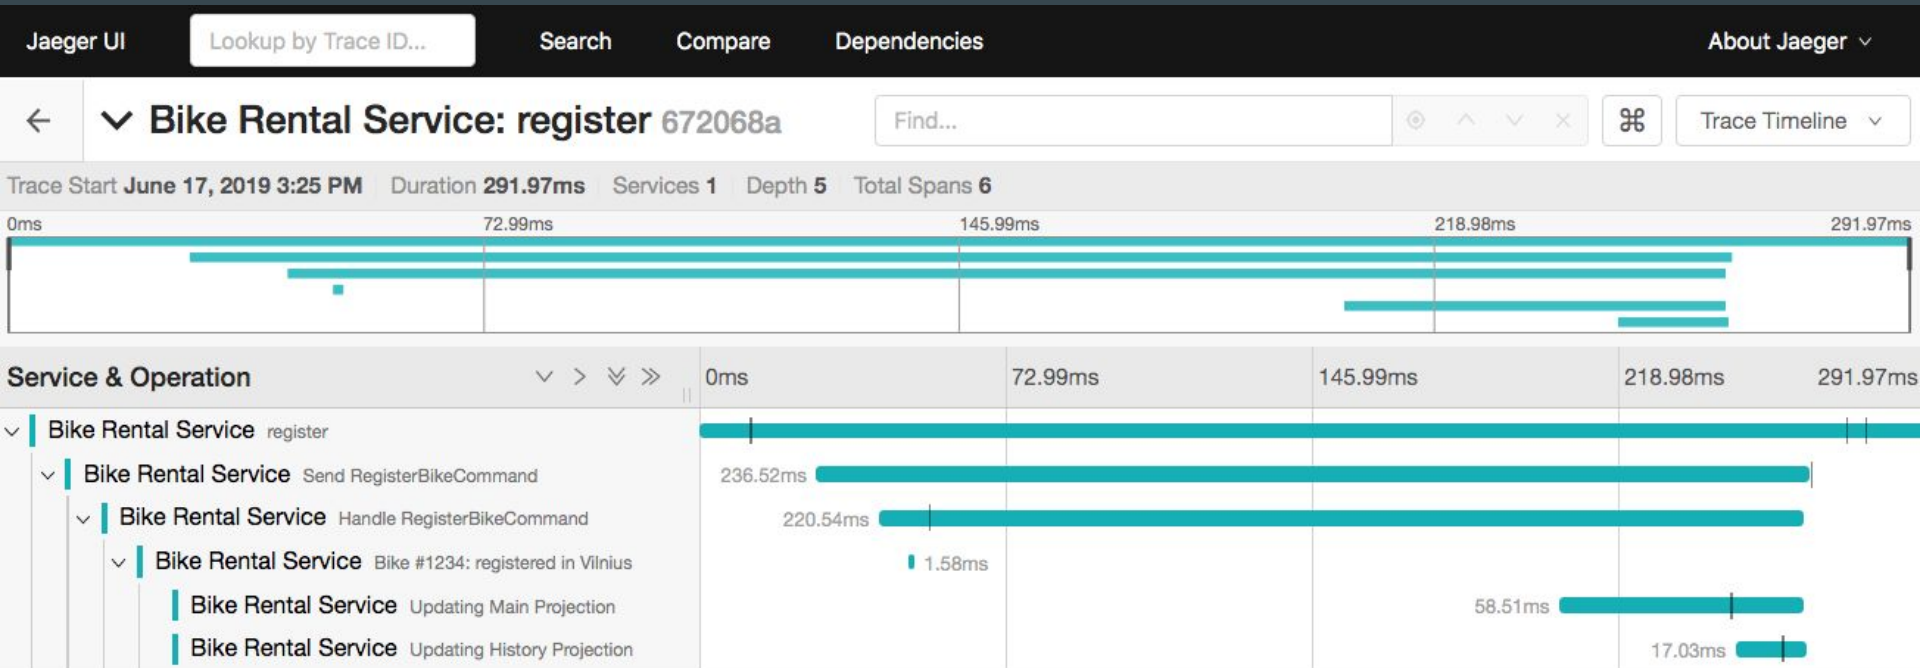 Jaeger UI Lookup by Trace ID... Search Compare Dependencies About Jaeger
Bike Rental Service: register 672068a Find... ⌘ Trace Timeline
Trace Start June 17, 2019 3:25 PM Duration 291.97ms Services 1 Depth 5 Total Spans 6
0ms 72.99ms 145.99ms 218.98ms 291.97ms
Service & Operation 0ms 72.99ms 145.99ms 218.98ms 291.97ms
Bike Rental Service register
Bike Rental Service Send RegisterBikeCommand 236.52ms
Bike Rental Service Handle RegisterBikeCommand 220.54ms
Bike Rental Service Bike #1234: registered in Vilnius 1.58ms
Bike Rental Service Updating Main Projection 58.51ms
Bike Rental Service Updating History Projection 17.03ms